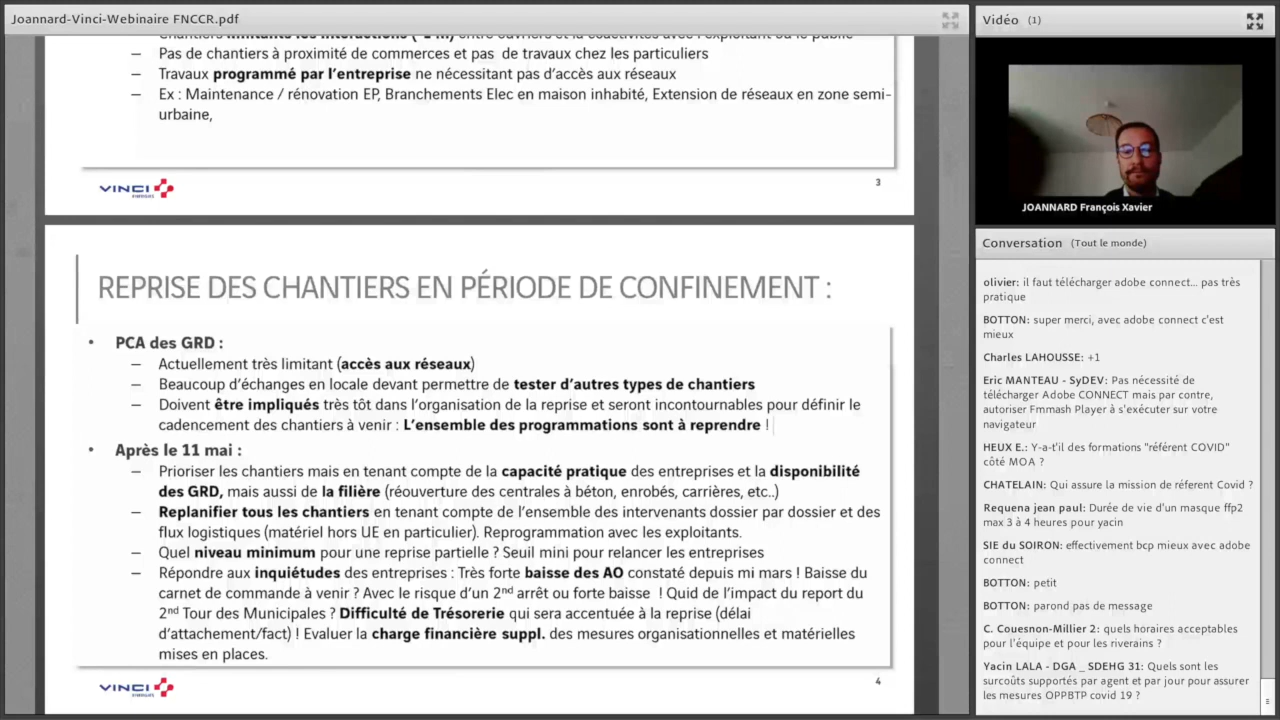 Joannard-Vinci-Webinaire FNCCR.pdf
Chantiers limitants les interactions (*1 m) entre ouvriers et la coactivités avec l'exploitant ou le public
Pas de chantiers à proximité de commerces et pas de travaux chez les particuliers
Travaux programmé par l'entreprise ne nécessitant pas d'accès aux réseaux
Ex : Maintenance / rénovation EP, Branchements Elec en maison inhabité, Extension de réseaux en zone semi-
urbaine,
VINCI
ENERGIES
3
REPRISE DES CHANTIERS EN PÉRIODE DE CONFINEMENT :
• PCA des GRD :
– Actuellement très limitant (accès aux réseaux)
– Beaucoup d'échanges en locale devant permettre de tester d'autres types de chantiers
– Doivent être impliqués très tôt dans l'organisation de la reprise et seront incontournables pour définir le
cadencement des chantiers à venir : L'ensemble des programmations sont à reprendre !
• Après le 11 mai :
– Prioriser les chantiers mais en tenant compte de la capacité pratique des entreprises et la disponibilité
des GRD, mais aussi de la filière (réouverture des centrales à béton, enrobés, carrières, etc..)
– Replanifier tous les chantiers en tenant compte de l'ensemble des intervenants dossier par dossier et des
flux logistiques (matériel hors UE en particulier). Reprogrammation avec les exploitants.
– Quel niveau minimum pour une reprise partielle ? Seuil mini pour relancer les entreprises
– Répondre aux inquiétudes des entreprises : Très forte baisse des AO constaté depuis mi mars ! Baisse du
carnet de commande à venir ? Avec le risque d'un 2nd arrêt ou forte baisse ! Quid de l'impact du report du
2nd Tour des Municipales ? Difficulté de Trésorerie qui sera accentuée à la reprise (délai
d'attachement/fact) ! Evaluer la charge financière suppl. des mesures organisationnelles et matérielles
mises en places.
VINCI
ENERGIES
4
Vidéo (1)
JOANNARD François Xavier
Conversation (Tout le monde)
olivier: il faut télécharger adobe connect... pas très
pratique
BOTTON: super merci, avec adobe connect c'est
mieux
Charles LAHOUSSE: +1
Eric MANTEAU - SyDEV: Pas nécessité de
télécharger Adobe CONNECT mais par contre,
autoriser Fmmash Player à s'exécuter sur votre
navigateur
HEUX E.: Y-a-t'il des formations "référent COVID"
côté MOA ?
CHATELAIN: Qui assure la mission de réferent Covid ?
Requena jean paul: Durée de vie d'un masque ffp2
max 3 à 4 heures pour yacin
SIE du SOIRON: effectivement bcp mieux avec adobe
connect
BOTTON: petit
BOTTON: parond pas de message
C. Couesnon-Millier 2: quels horaires acceptables
pour l'équipe et pour les riverains ?
Yacin LALA - DGA _ SDEHG 31: Quels sont les
surcoûts supportés par agent et par jour pour assurer
les mesures OPPBTP covid 19 ?